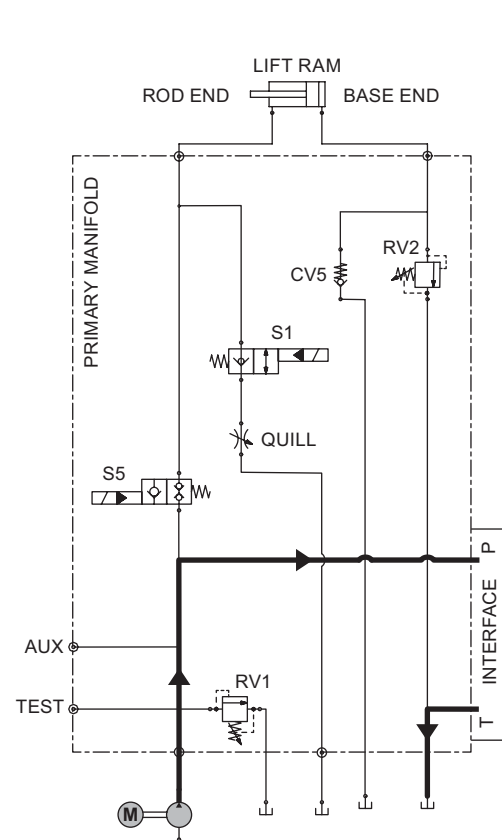 LIFT RAM
ROD END
BASE END
PRIMARY MANIFOLD
RV2
CV5
S1
QUILL
S5
P
INTERFACE
AUX
RV1
TEST
T
M